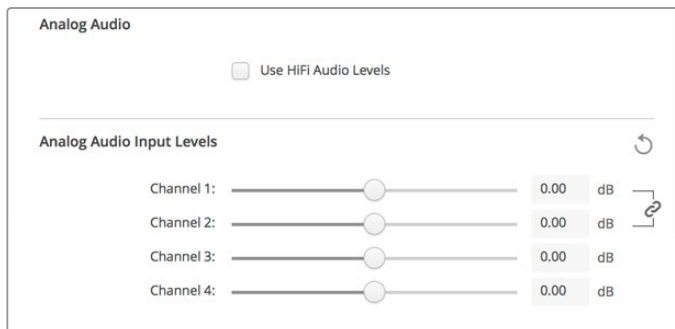 Analog Audio
Use HiFi Audio Levels
Analog Audio Input Levels
Channel 1: 0.00 dB
Channel 2: 0.00 dB
Channel 3: 0.00 dB
Channel 4: 0.00 dB